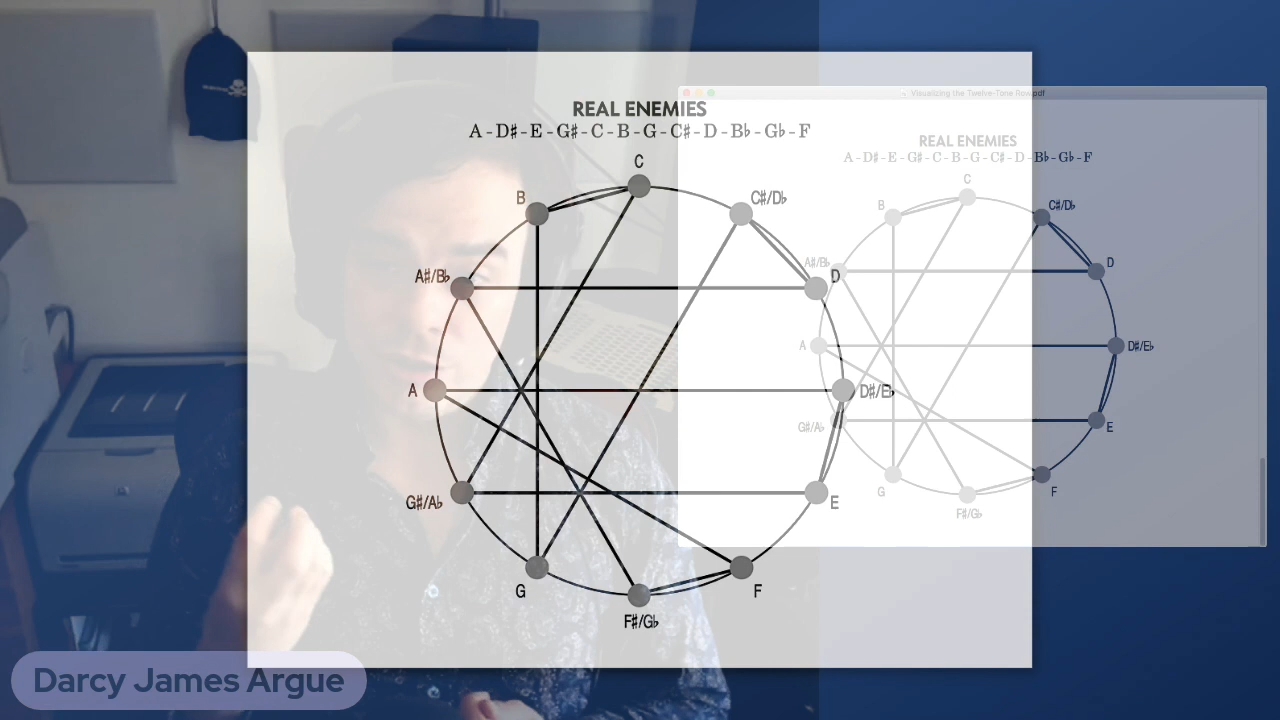 REAL ENEMIES
A - D♯ - E - G♯ - C - B - G - C♯ - D - B♭ - G♭ - F
C
B
C♯/D♭
A♯/B♭
D
A
D♯/E♭
G♯/A♭
E
G
F
F♯/G♭
Visualizing the Twelve-Tone Row.pdf
REAL ENEMIES
A - D♯ - E - G♯ - C - B - G - C♯ - D - B♭ - G♭ - F
C
B
C♯/D♭
A♯/B♭
D
A
D♯/E♭
G♯/A♭
E
G
F
F♯/G♭
Darcy James Argue